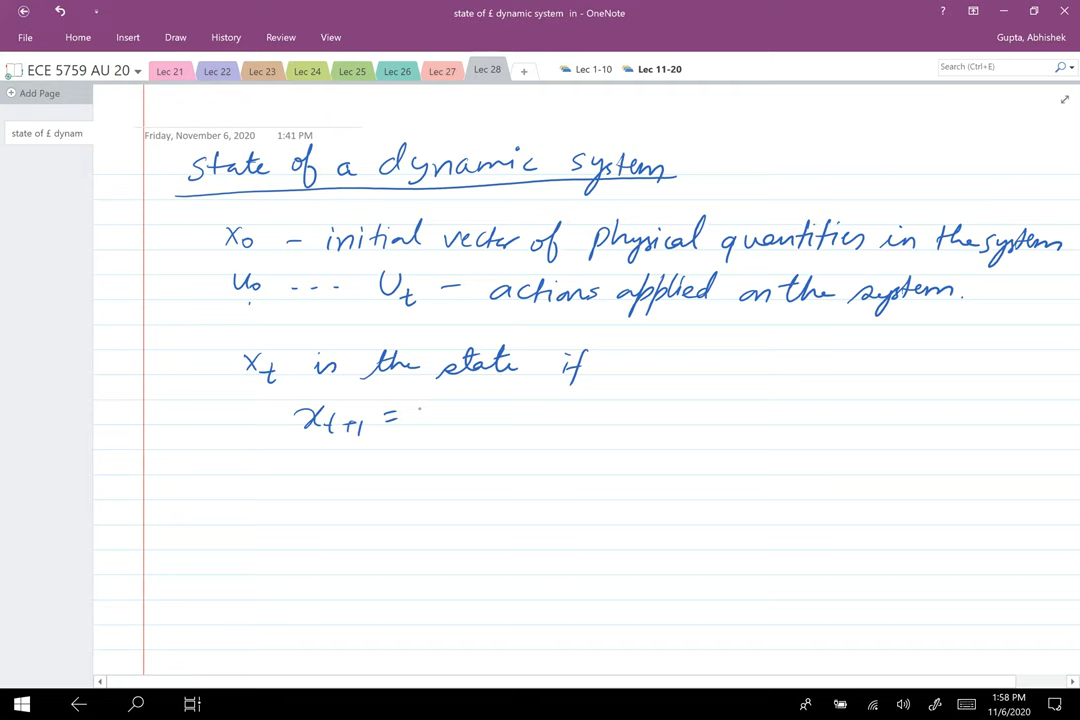 state of £ dynamic system in - OneNote
Gupta, Abhishek
File Home Insert Draw History Review View
ECE 5759 AU 20 Lec 21 Lec 22 Lec 23 Lec 24 Lec 25 Lec 26 Lec 27 Lec 28 + Lec 1-10 Lec 11-20 Search (Ctrl+E)
Add Page
state of £ dynam
Friday, November 6, 2020 1:41 PM
State of a dynamic system
x₀ - initial vector of physical quantities in the system
u₀ --- Uₜ - actions applied on the system.
xₜ is the state if
xₜ₊₁ =
1:58 PM
11/6/2020